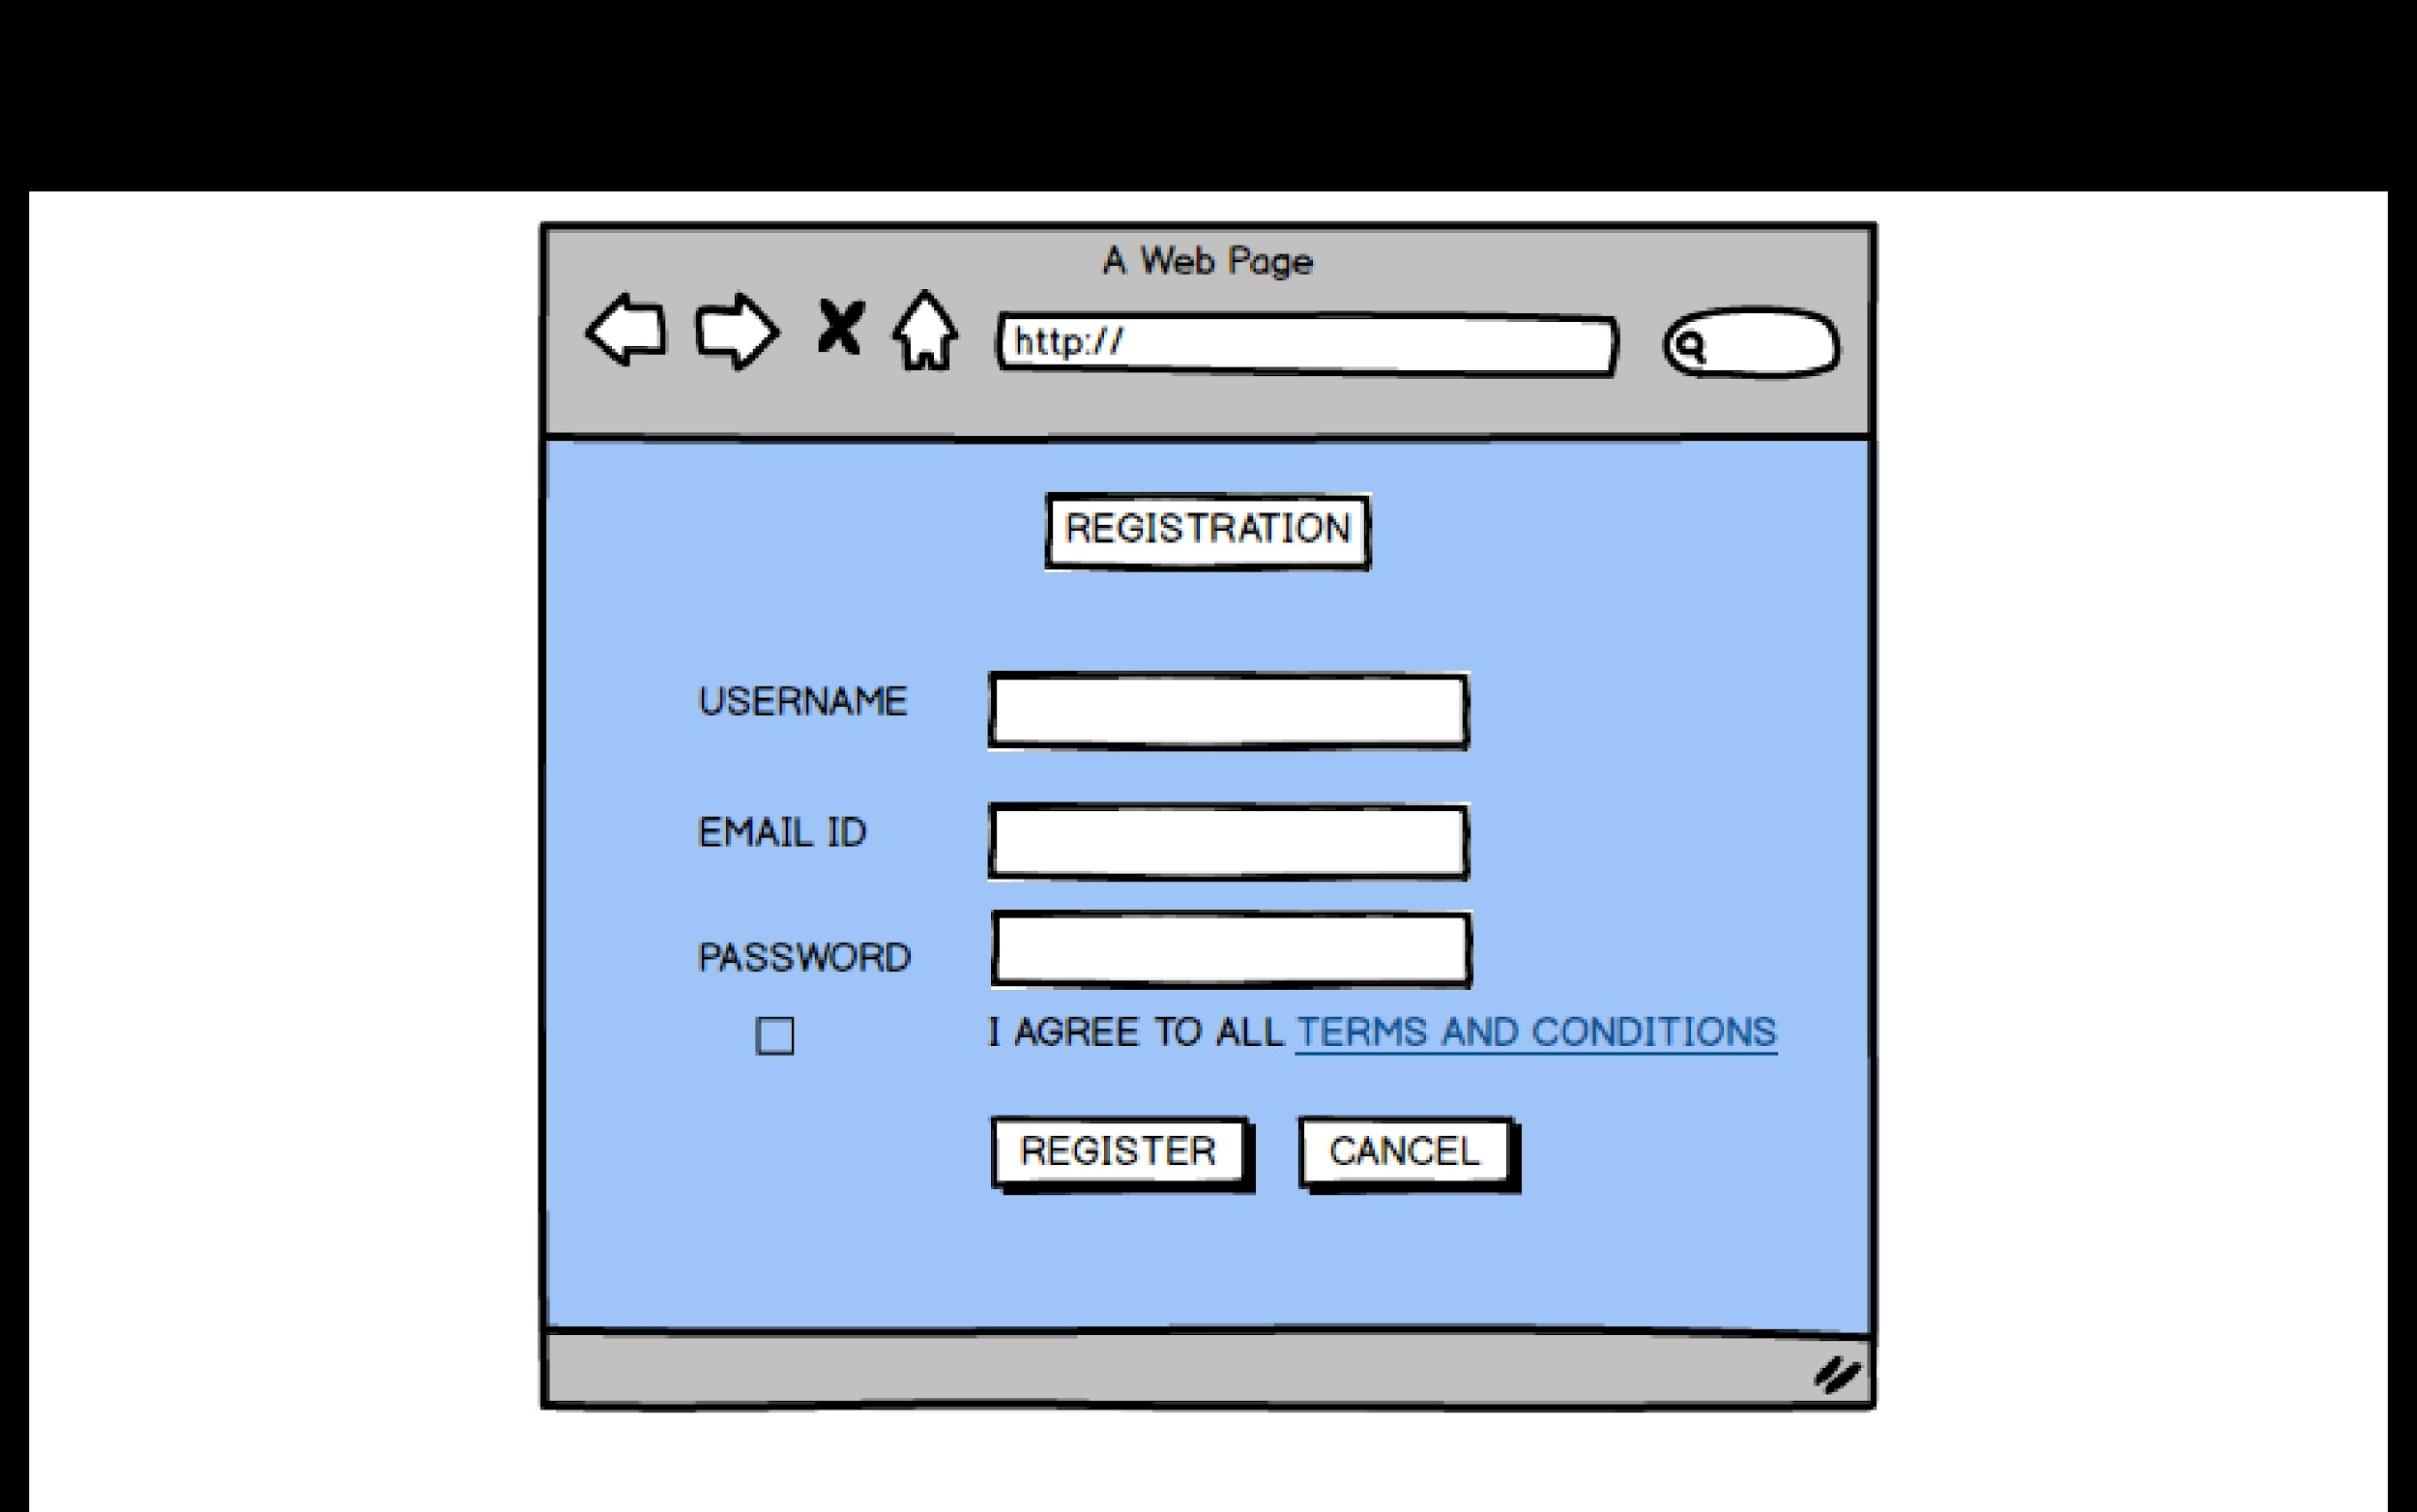 A Web Page
http://
REGISTRATION
USERNAME
EMAIL ID
PASSWORD
I AGREE TO ALL TERMS AND CONDITIONS
REGISTER CANCEL